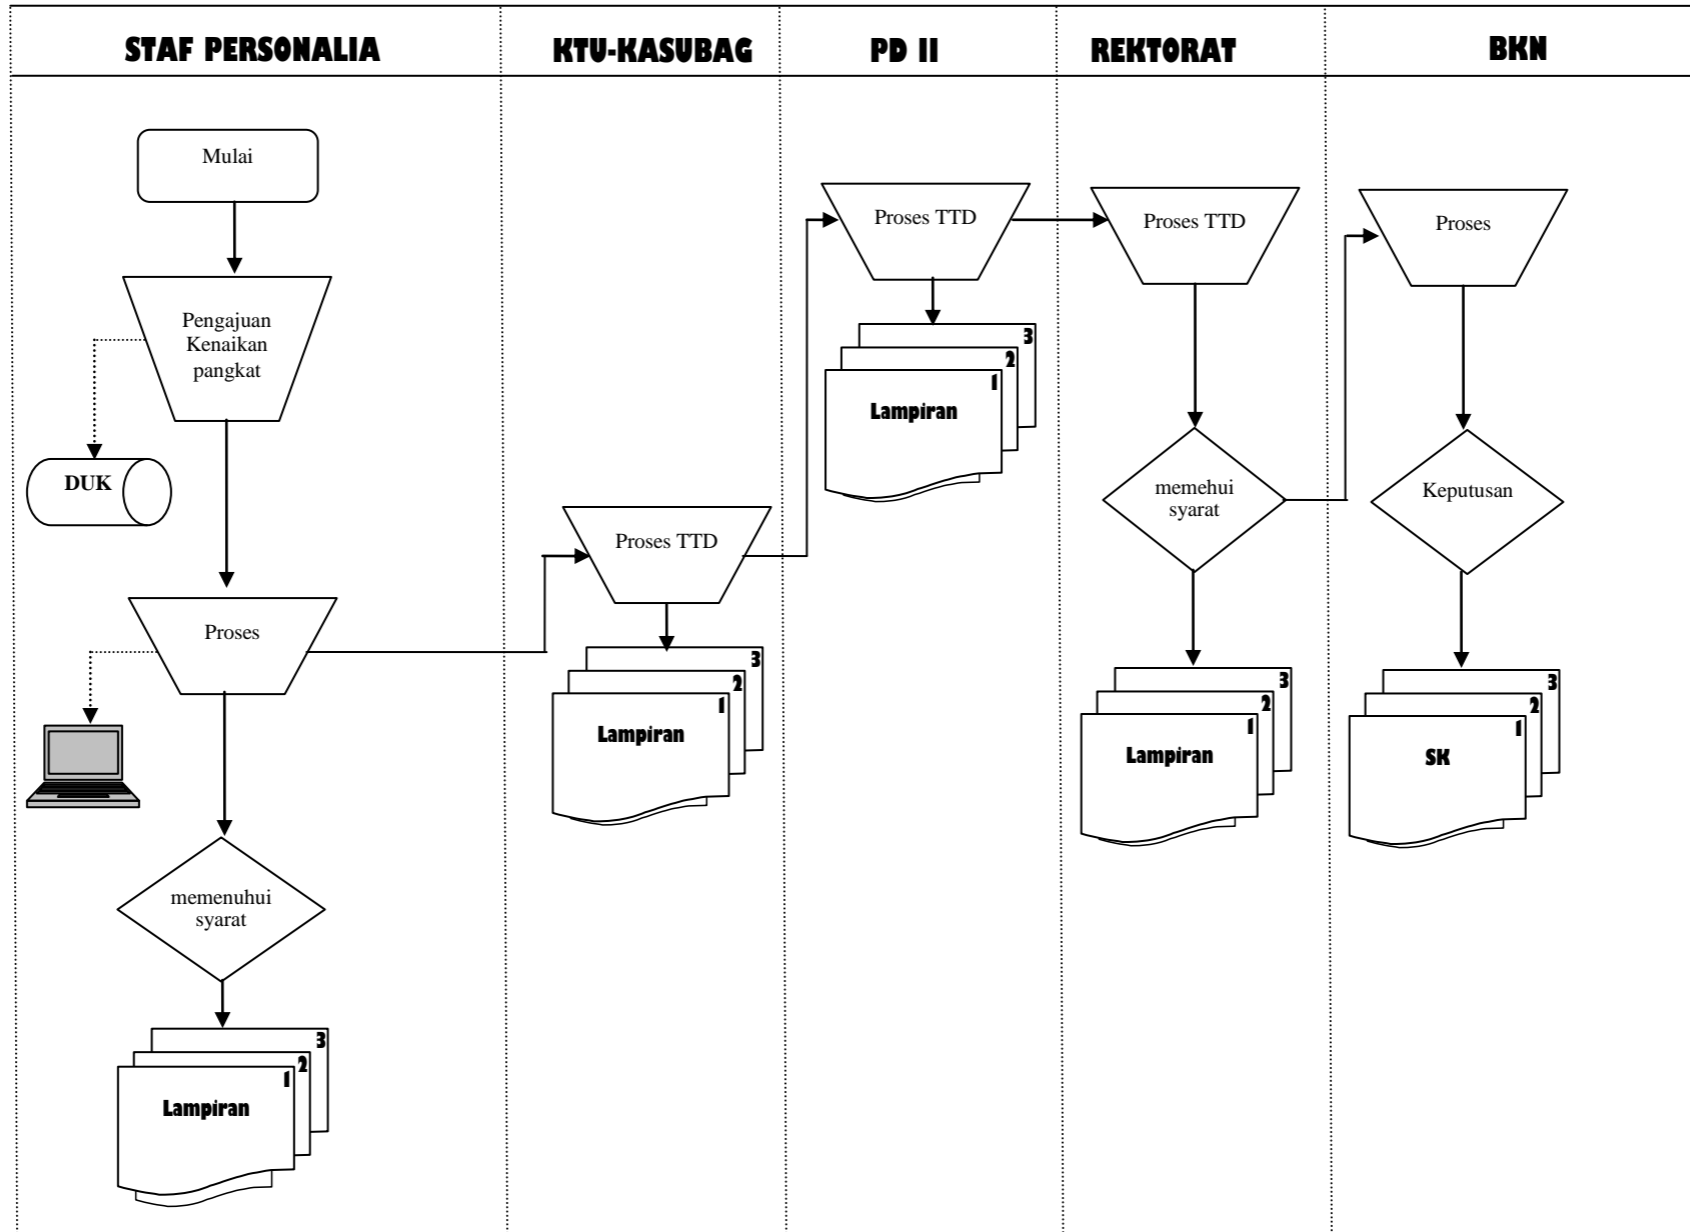 STAF PERSONALIA
KTU-KASUBAG
PD II
REKTORAT
BKN
Mulai
Pengajuan
Kenaikan
pangkat
DUK
Proses
memenuhui
syarat
3
2
1
Lampiran
Proses TTD
3
2
1
Lampiran
Proses TTD
3
2
1
Lampiran
Proses TTD
memehui
syarat
3
2
1
Lampiran
Proses
Keputusan
3
2
1
SK